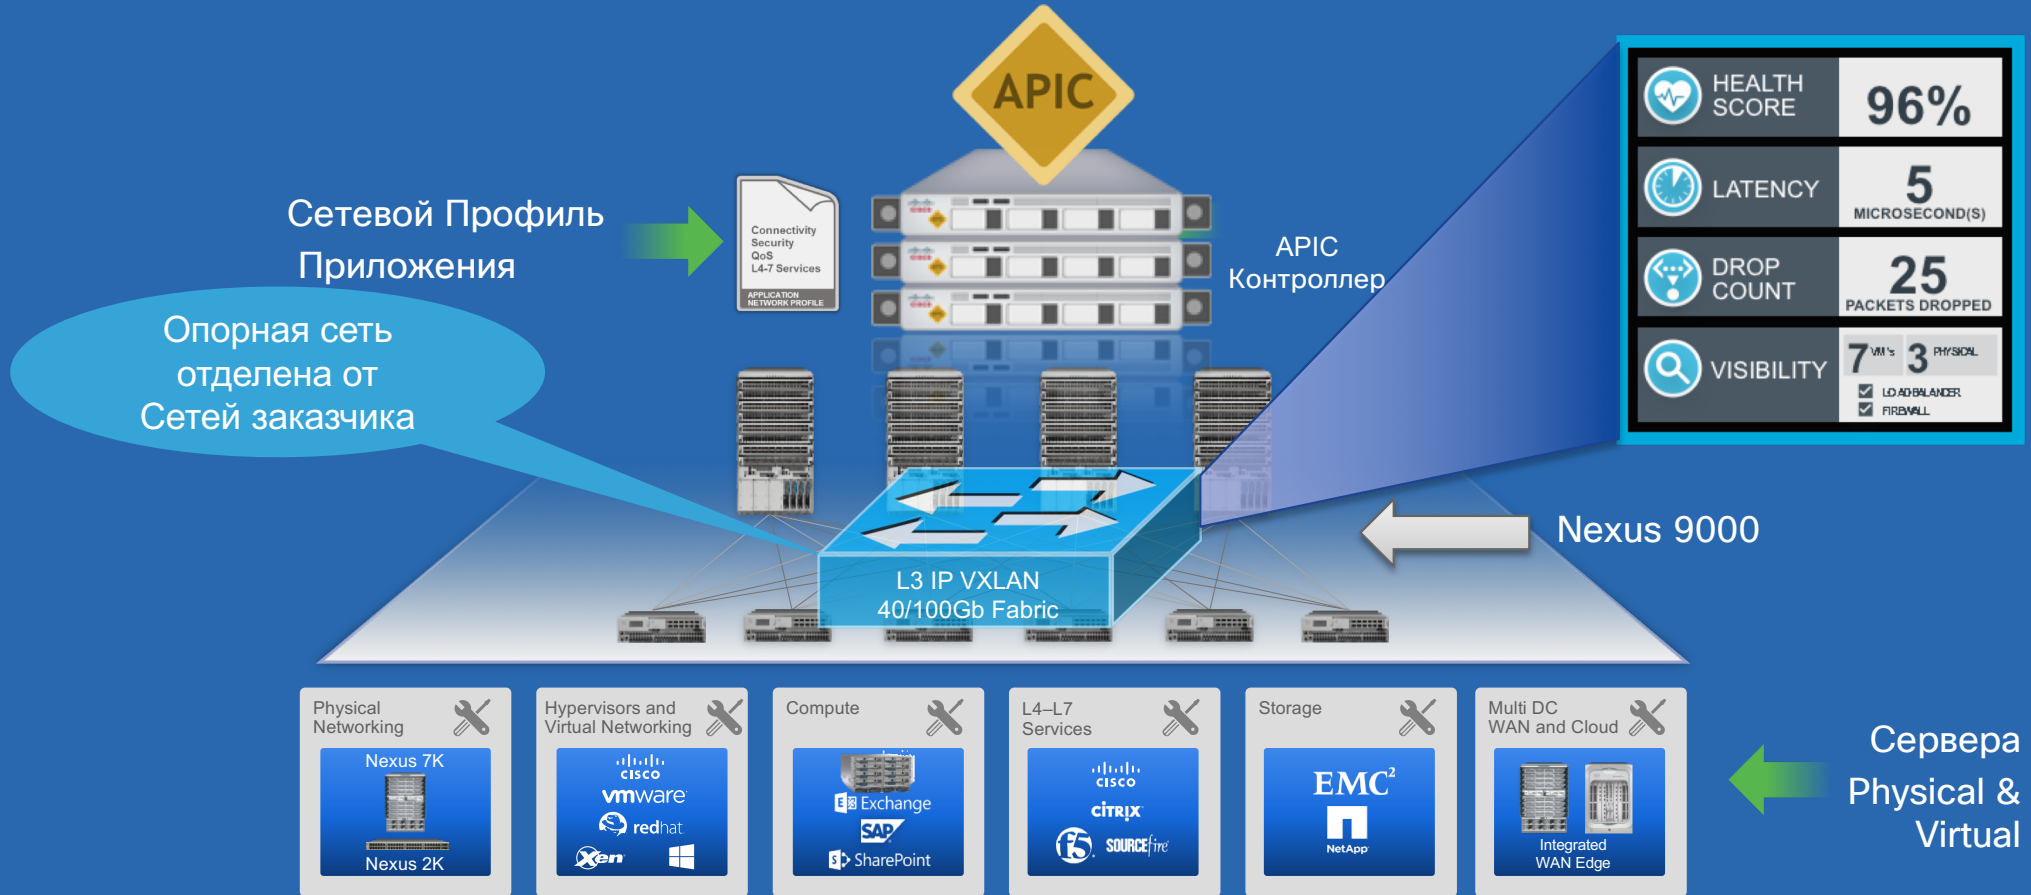 APIC
HEALTH
SCORE
96%
LATENCY
5
MICROSECOND(S)
DROP
COUNT
25
PACKETS DROPPED
VISIBILITY
7 VM's 3 PHYSICAL
LOAD-BALANCER
FIREWALL
Сетевой Профиль
Приложения
Connectivity
Security
QoS
L4-7 Services
APPLICATION
NETWORK PROFILE
APIC
Контроллер
Опорная сеть
отделена от
Сетей заказчика
Nexus 9000
L3 IP VXLAN
40/100Gb Fabric
Physical
Networking
Nexus 7K
Nexus 2K
Hypervisors and
Virtual Networking
CISCO
vmware
redhat
Xen
Compute
Exchange
SAP
SharePoint
L4–L7
Services
CISCO
CITRIX
f5 SOURCEfire
Storage
EMC²
NetApp
Multi DC
WAN and Cloud
Integrated
WAN Edge
Сервера
Physical &
Virtual